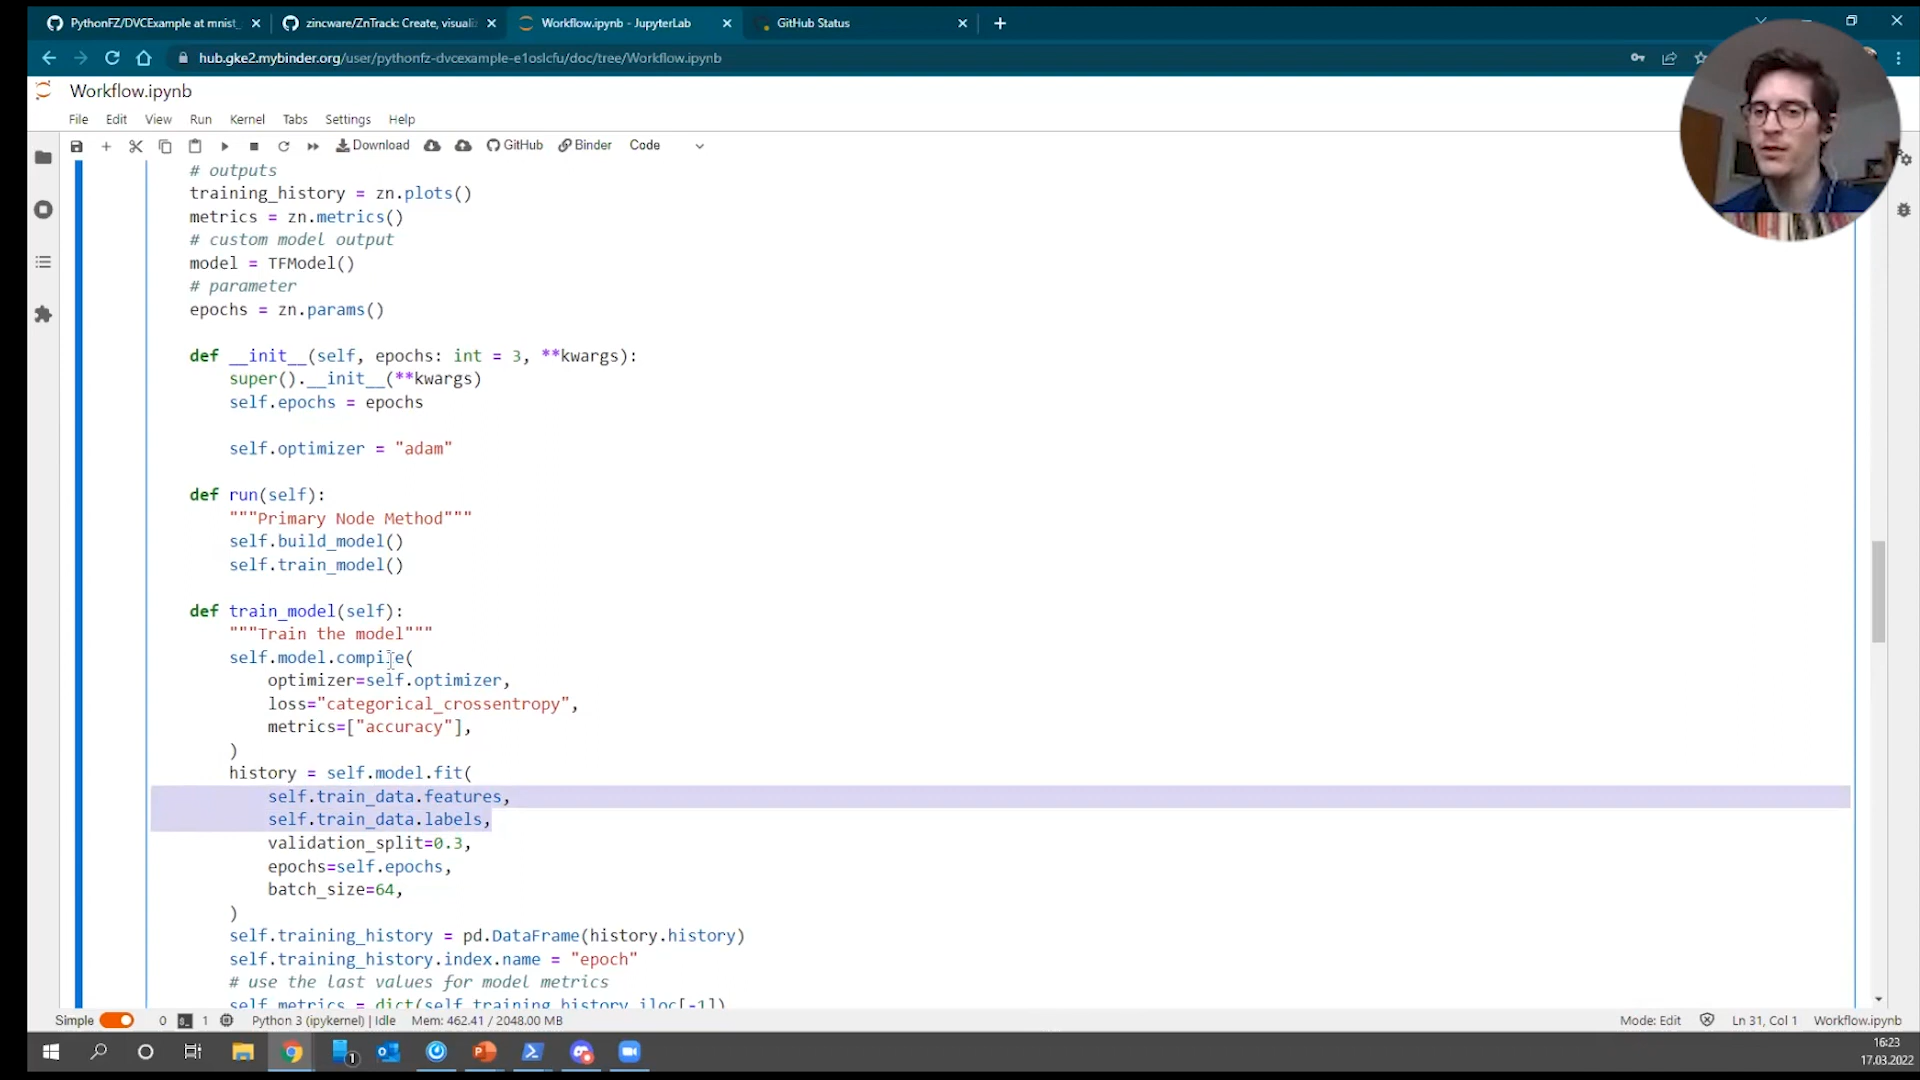 PythonFZ/DVCExample at mnist_
zincware/ZnTrack: Create, visuali
Workflow.ipynb - JupyterLab
GitHub Status
hub.gke2.mybinder.org/user/pythonfz-dvcexample-e1oslcfu/doc/tree/Workflow.ipynb
Workflow.ipynb
File Edit View Run Kernel Tabs Settings Help
Download GitHub Binder Code
# outputs
training_history = zn.plots()
metrics = zn.metrics()
# custom model output
model = TFModel()
# parameter
epochs = zn.params()
def __init__(self, epochs: int = 3, **kwargs):
super().__init__(**kwargs)
self.epochs = epochs
self.optimizer = "adam"
def run(self):
"""Primary Node Method"""
self.build_model()
self.train_model()
def train_model(self):
"""Train the model"""
self.model.compile(
optimizer=self.optimizer,
loss="categorical_crossentropy",
metrics=["accuracy"],
)
history = self.model.fit(
self.train_data.features,
self.train_data.labels,
validation_split=0.3,
epochs=self.epochs,
batch_size=64,
)
self.training_history = pd.DataFrame(history.history)
self.training_history.index.name = "epoch"
# use the last values for model metrics
self.metrics = dict(self.training_history.iloc[-1])
Simple 0 1 Python 3 (ipykernel) | Idle Mem: 462.41 / 2048.00 MB Mode: Edit Ln 31, Col 1 Workflow.ipynb
1
16:23
17.03.2022